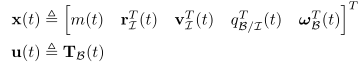 𝐱(t) ≜ [m(t) 𝐫_ℐ^T(t) 𝐯_ℐ^T(t) q_{ℬ/ℐ}^T(t) 𝛚_ℬ^T(t)]^T
𝐮(t) ≜ 𝐓_ℬ(t)